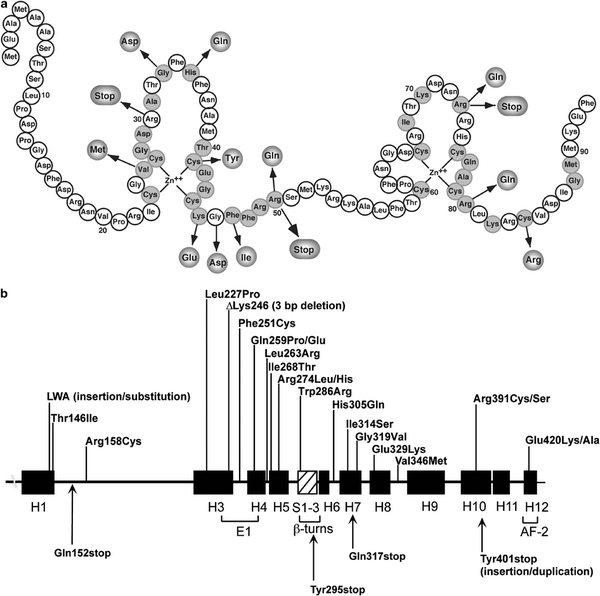 a
Met
Glu
Ala
Met
Ala
Ala
Ser
Thr
Ser
Leu
10
Pro
Asp
Pro
Gly
Asp
Phe
Asp
Arg
Asn
Val
20
Pro
Arg
Ile
Cys
Gly
Val
Met
Cys
Gly
Asp
Arg
30
Stop
Ala
Thr
Gly
Asp
Phe
His
Gln
Phe
Asn
Ala
Met
Thr
40
Cys
Tyr
Zn++
Glu
Gly
Cys
Lys
Glu
Gly
Asp
Phe
Ile
Phe
Arg
Arg
50
Gln
Stop
Ser
Met
Lys
Arg
Lys
Ala
Leu
Phe
Thr
Cys
60
Pro
Phe
Asn
Gly
Asp
Cys
Zn++
Arg
Ile
Thr
Lys
70
Asp
Asn
Arg
Gln
Stop
Arg
His
Cys
Gln
Ala
Cys
Arg
80
Gln
Leu
Lys
Arg
Cys
Arg
Val
Asp
Ile
Gly
Met
Met
90
Lys
Glu
Phe
b
Leu227Pro
ΔLys246 (3 bp deletion)
Phe251Cys
Gln259Pro/Glu
Leu263Arg
Ile268Thr
Arg274Leu/His
Trp286Arg
LWA (insertion/substitution)
Thr146Ile
Arg158Cys
His305Gln
Ile314Ser
Gly319Val
Glu329Lys
Val346Met
Arg391Cys/Ser
Glu420Lys/Ala
H1
H3
H4
H5
S1-3
H6
H7
H8
H9
H10
H11
H12
E1
β-turns
AF-2
Gln152stop
Tyr295stop
Gln317stop
Tyr401stop
(insertion/duplication)